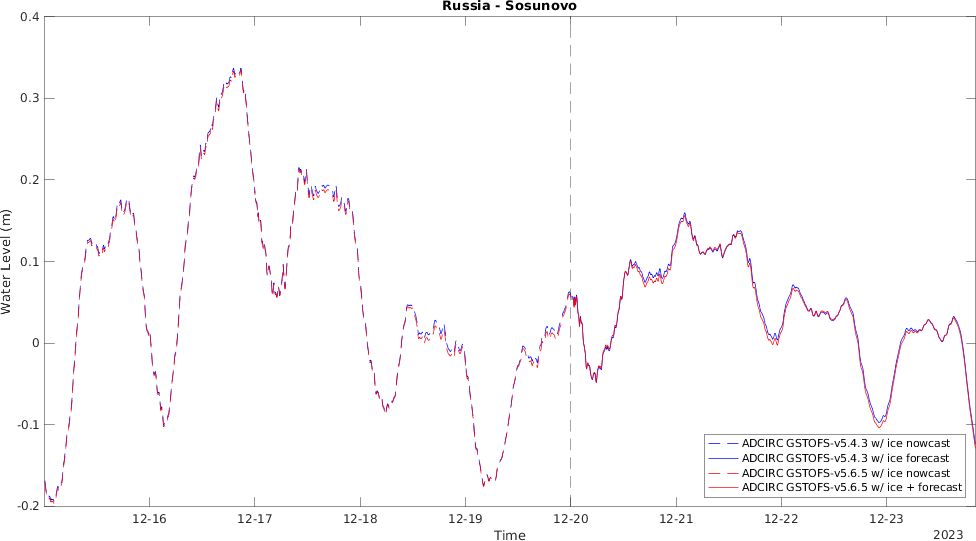 Russia - Sosunovo
0.4
0.3
0.2
0.1
0
-0.1
-0.2
Water Level (m)
12-16
12-17
12-18
12-19
12-20
12-21
12-22
12-23
Time
2023
ADCIRC GSTOFS-v5.4.3 w/ ice nowcast
ADCIRC GSTOFS-v5.4.3 w/ ice forecast
ADCIRC GSTOFS-v5.6.5 w/ ice nowcast
ADCIRC GSTOFS-v5.6.5 w/ ice + forecast